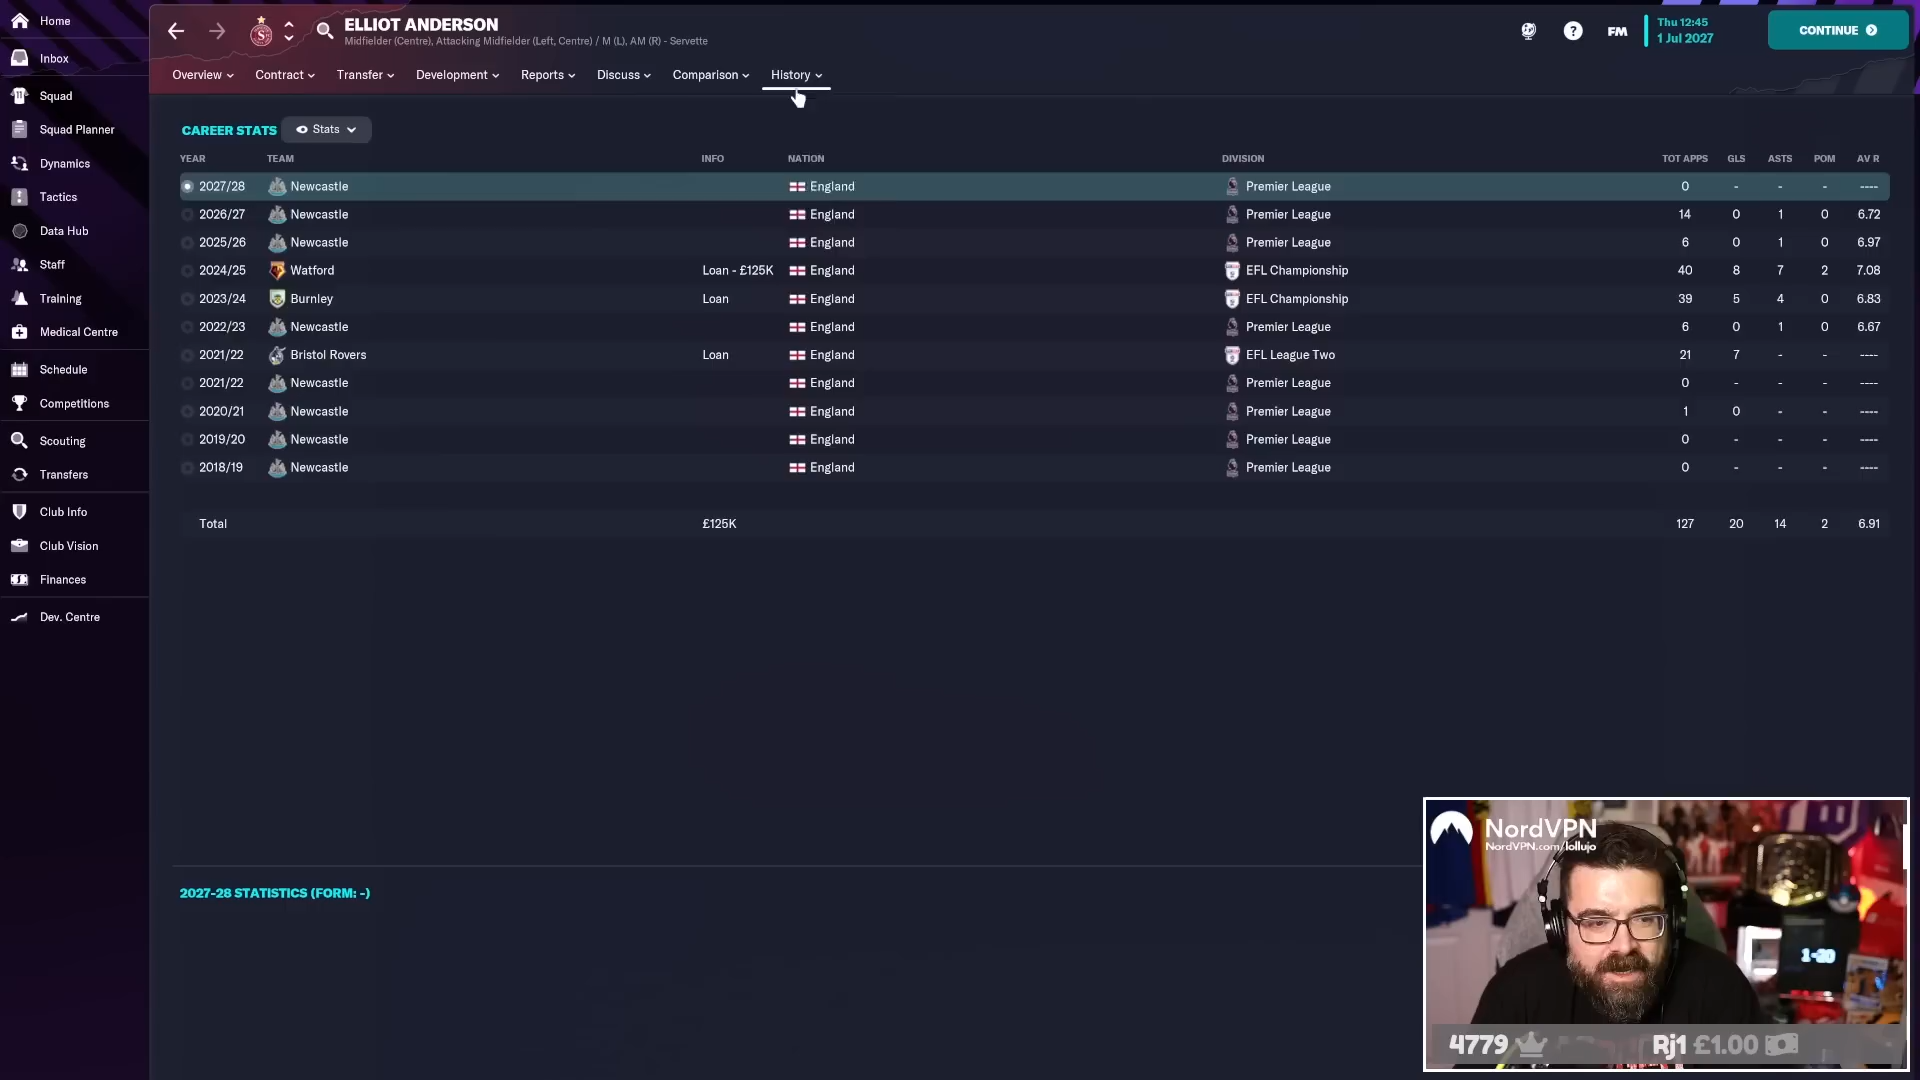 Home
Inbox
Squad
Squad Planner
Dynamics
Tactics
Data Hub
Staff
Training
Medical Centre
Schedule
Competitions
Scouting
Transfers
Club Info
Club Vision
Finances
Dev. Centre
ELLIOT ANDERSON
Midfielder (Centre), Attacking Midfielder (Left, Centre) / M (L), AM (R) - Servette
? FM Thu 12:45
1 Jul 2027
CONTINUE
Overview Contract Transfer Development Reports Discuss Comparison History
CAREER STATS Stats
YEAR TEAM INFO NATION DIVISION TOT APPS GLS ASTS POM AV R
2027/28 Newcastle England Premier League 0 - - - ----
2026/27 Newcastle England Premier League 14 0 1 0 6.72
2025/26 Newcastle England Premier League 6 0 1 0 6.97
2024/25 Watford Loan - £125K England EFL Championship 40 8 7 2 7.08
2023/24 Burnley Loan England EFL Championship 39 5 4 0 6.83
2022/23 Newcastle England Premier League 6 0 1 0 6.67
2021/22 Bristol Rovers Loan England EFL League Two 21 7 - - ----
2021/22 Newcastle England Premier League 0 - - - ----
2020/21 Newcastle England Premier League 1 0 - - ----
2019/20 Newcastle England Premier League 0 - - - ----
2018/19 Newcastle England Premier League 0 - - - ----
Total £125K 127 20 14 2 6.91
2027-28 STATISTICS (FORM: -)
NordVPN
NordVPN.com/lollujo
1-20
4779 Rj1 £1.00